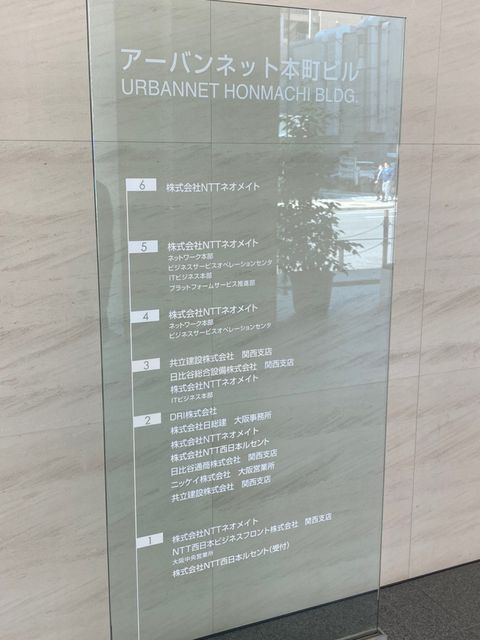 アーバンネット本町ビル
URBANNET HONMACHI BLDG.
6 株式会社NTTネオメイト
5 株式会社NTTネオメイト
ネットワーク本部
ビジネスサービスオペレーションセンタ
ITビジネス本部
プラットフォームサービス推進部
4 株式会社NTTネオメイト
ネットワーク本部
ビジネスサービスオペレーションセンタ
3 共立建設株式会社 関西支店
日比谷総合設備株式会社 関西支店
株式会社NTTネオメイト
ITビジネス本部
2 DRI株式会社
株式会社日総建 大阪事務所
株式会社NTTネオメイト
株式会社NTT西日本ルセント
日比谷通商株式会社 関西支店
ニッケイ株式会社 大阪営業所
共立建設株式会社 関西支店
1 株式会社NTTネオメイト
NTT西日本ビジネスフロント株式会社 関西支店
大阪中央営業所
株式会社NTT西日本ルセント(受付)